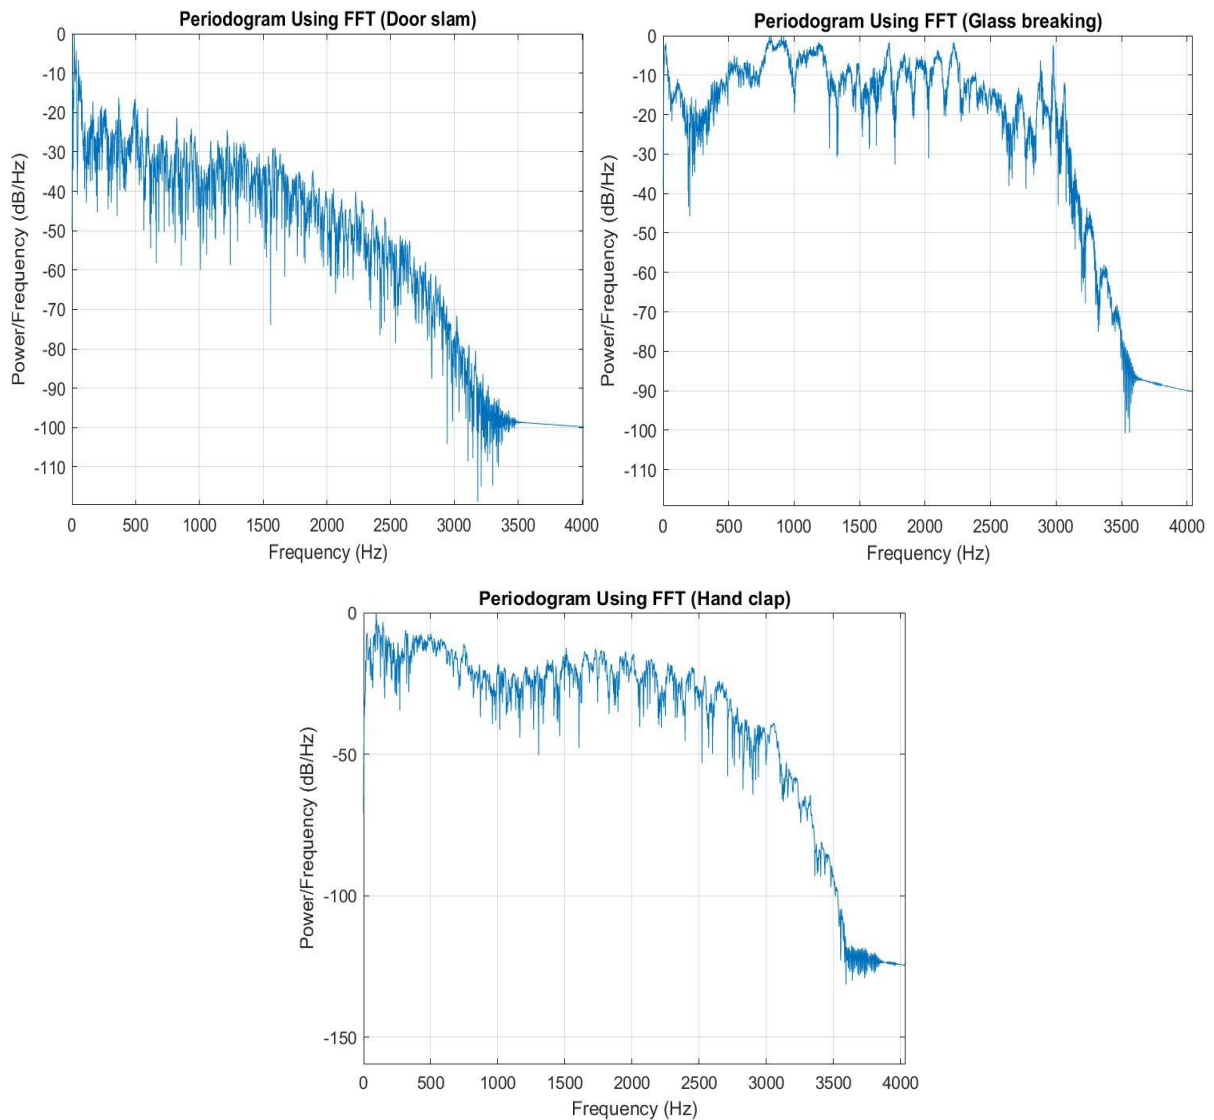 Periodogram Using FFT (Door slam)
0
-10
-20
-30
-40
-50
-60
-70
-80
-90
-100
-110
Power/Frequency (dB/Hz)
0 500 1000 1500 2000 2500 3000 3500 4000
Frequency (Hz)
Periodogram Using FFT (Glass breaking)
0
-10
-20
-30
-40
-50
-60
-70
-80
-90
-100
-110
Power/Frequency (dB/Hz)
0 500 1000 1500 2000 2500 3000 3500 4000
Frequency (Hz)
Periodogram Using FFT (Hand clap)
0
-50
-100
-150
Power/Frequency (dB/Hz)
0 500 1000 1500 2000 2500 3000 3500 4000
Frequency (Hz)